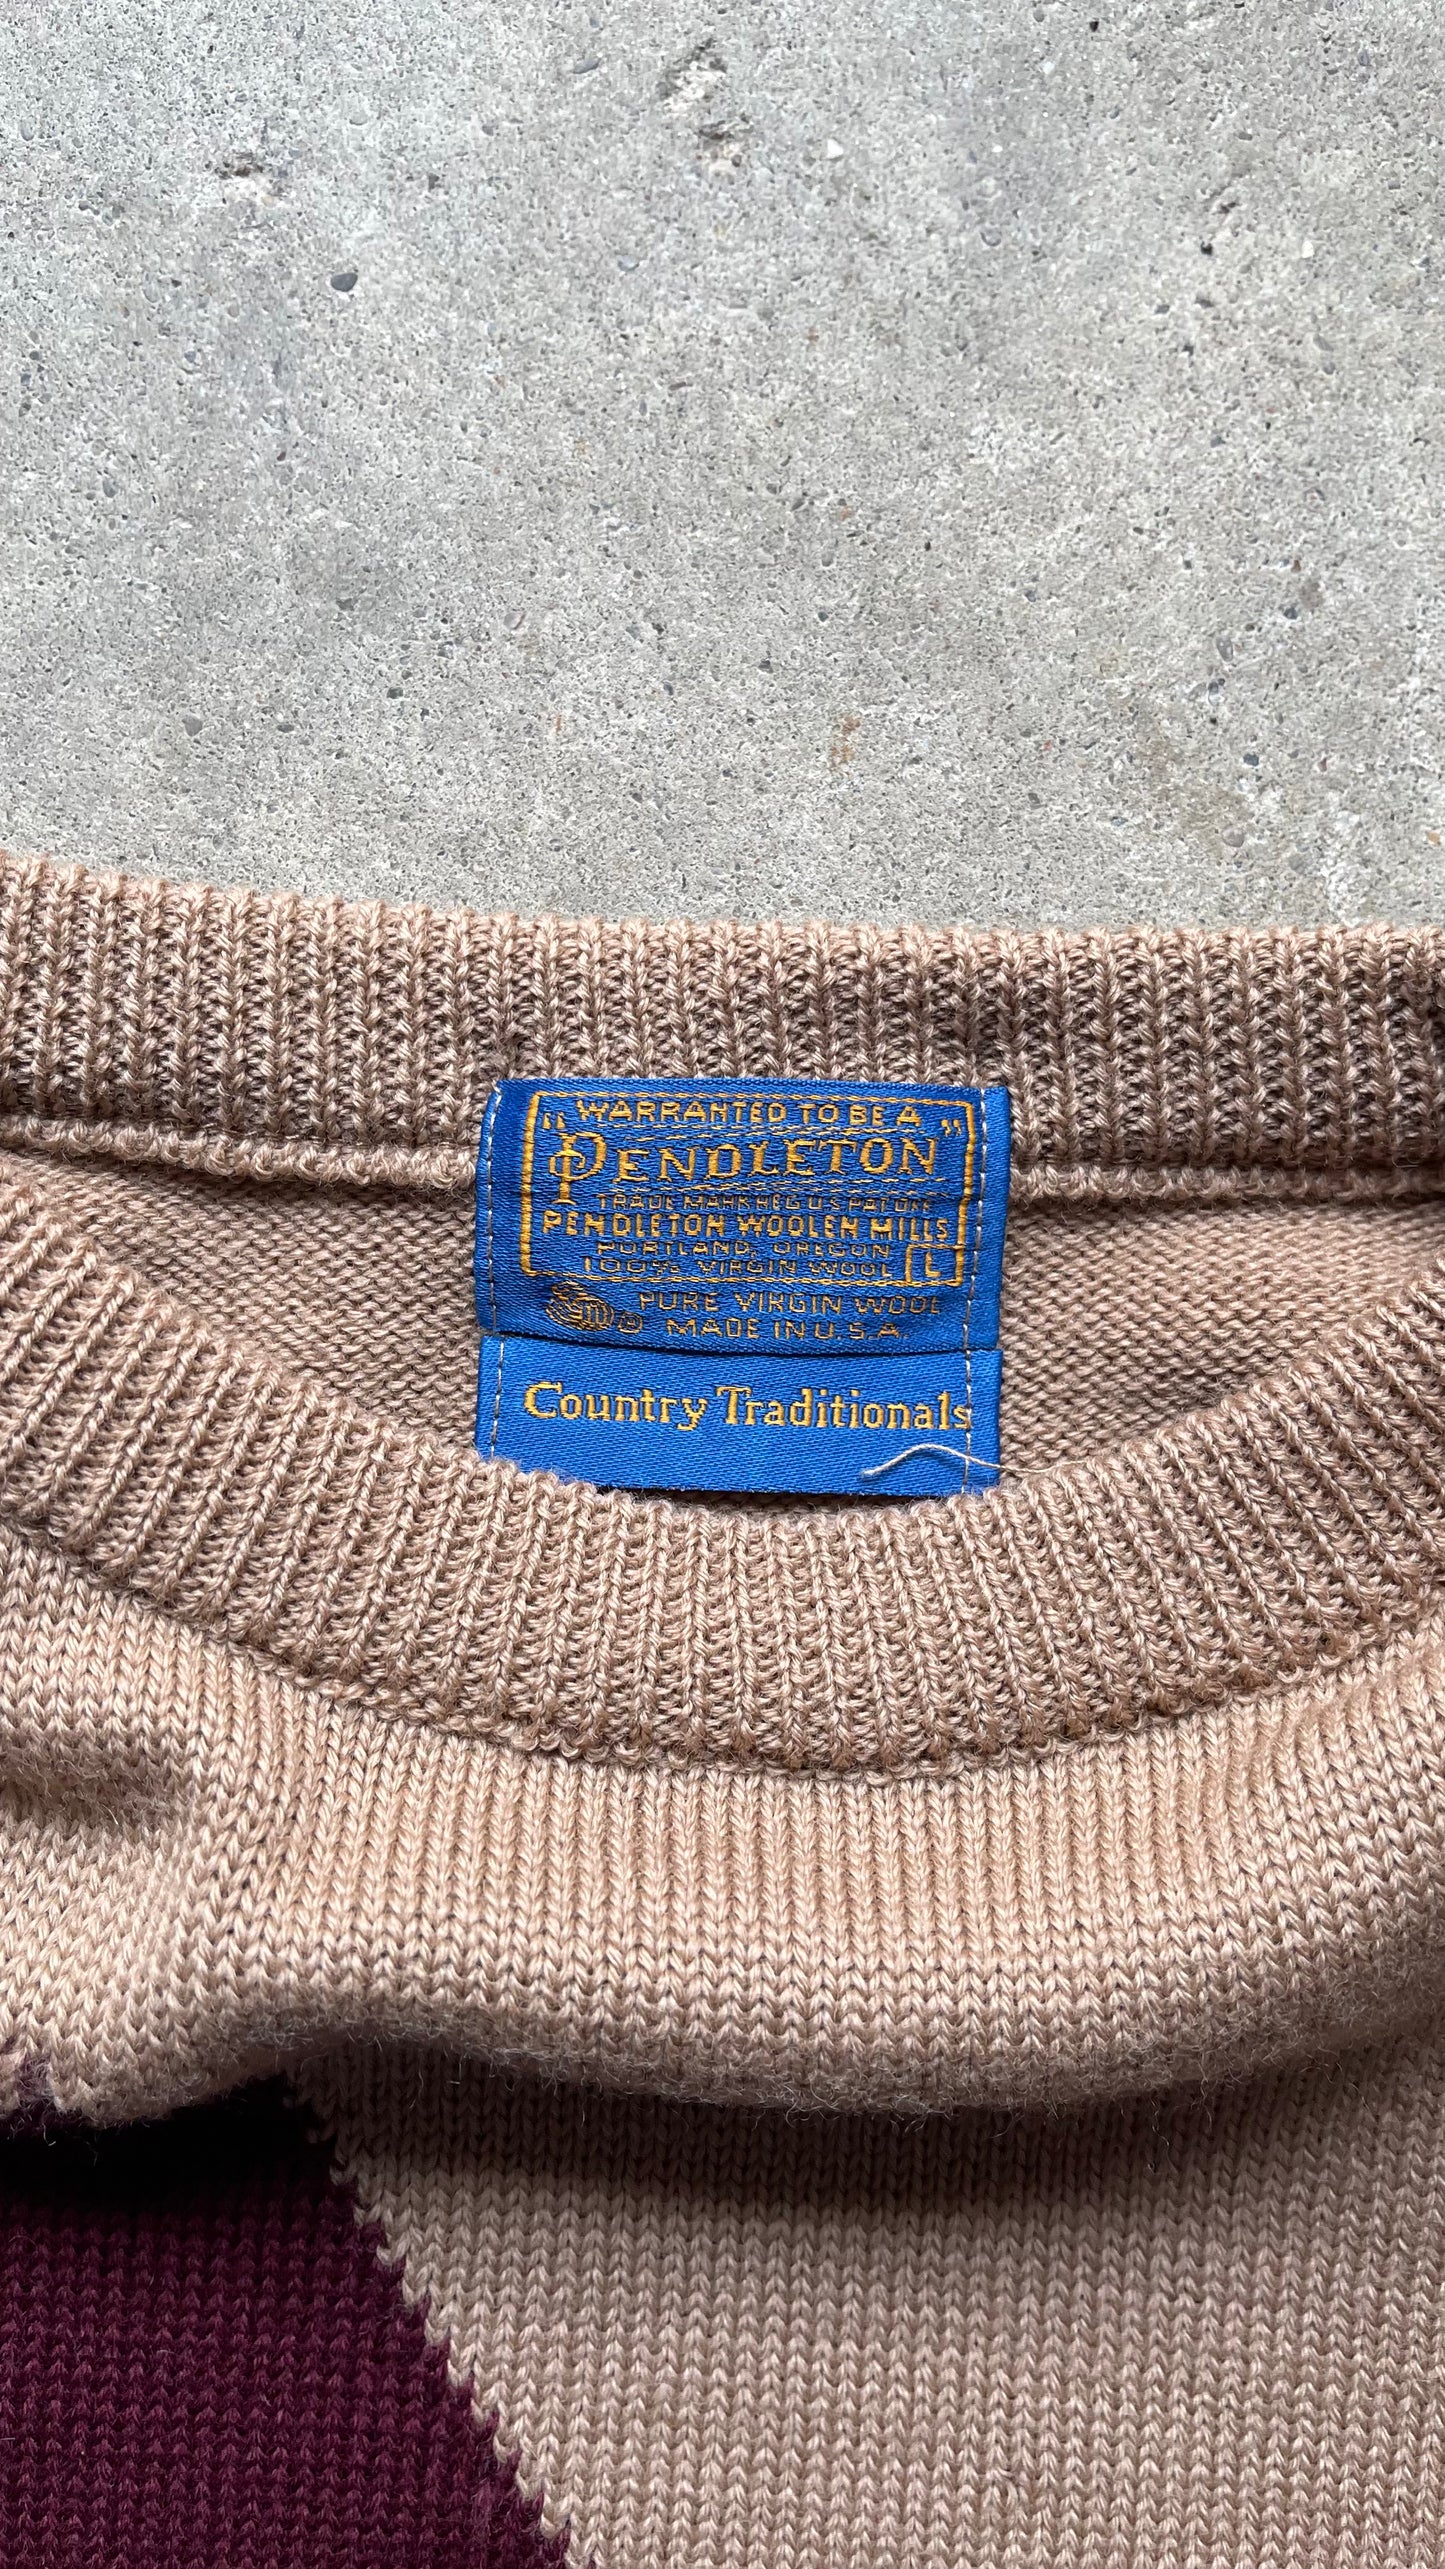 "WARRANTED TO BE A
PENDLETON"
TRADE MARK REG US PAT OFF
PENDLETON WOOLEN MILLS
PORTLAND, OREGON
100% VIRGIN WOOL L
PURE VIRGIN WOOL
MADE IN U.S.A.
Country Traditionals